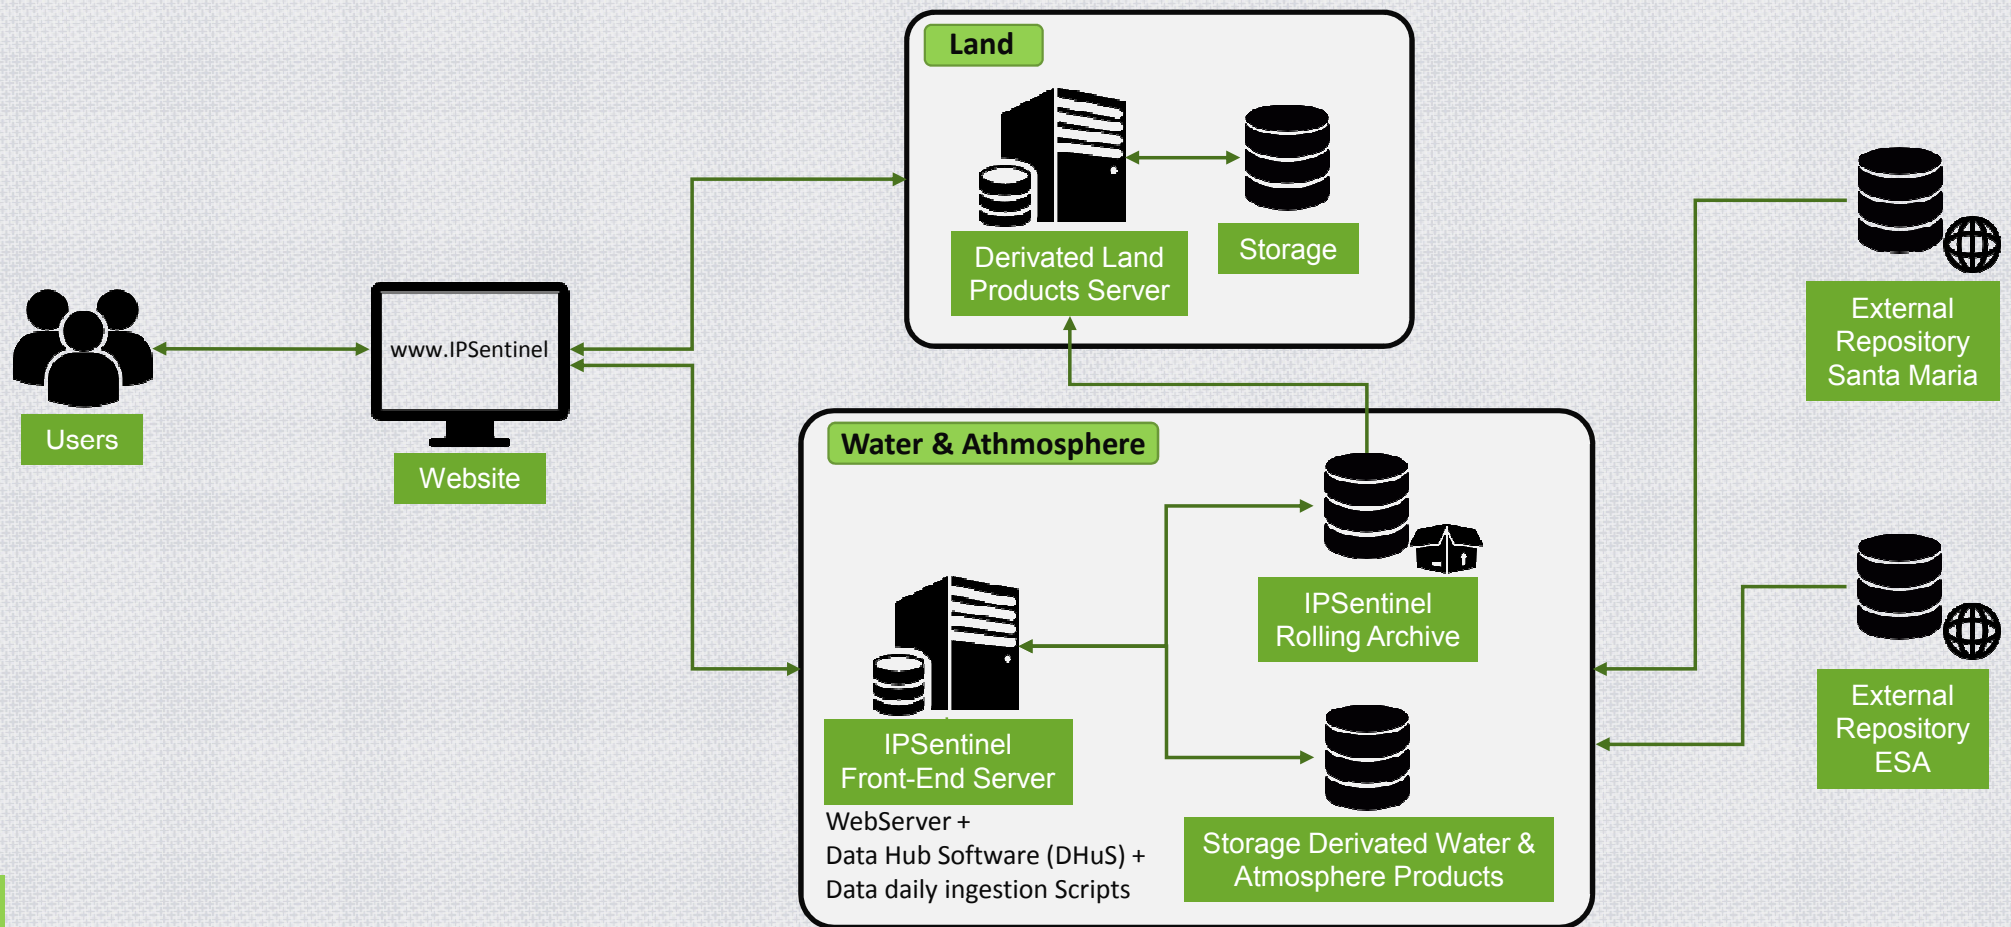 Land
Derivated Land
Products Server
Storage
External
Repository
Santa Maria
www.IPSentinel
Users
Website
Water & Athmosphere
IPSentinel
Rolling Archive
IPSentinel
Front-End Server
WebServer +
Data Hub Software (DHuS) +
Data daily ingestion Scripts
Storage Derivated Water &
Atmosphere Products
External
Repository
ESA